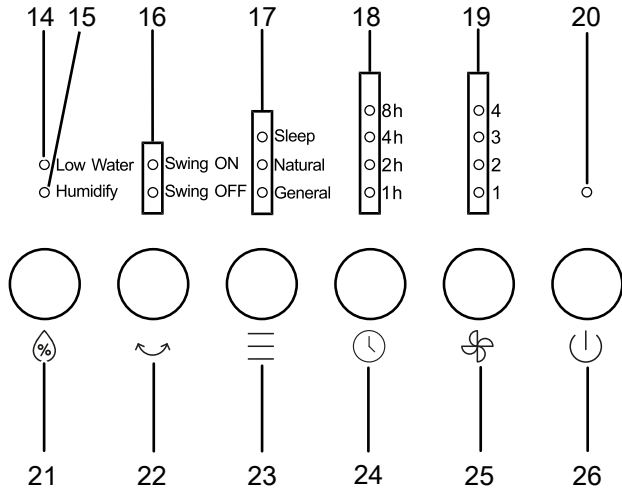 14 15 16 17 18 19 20
8h 4
Sleep 4h 3
Low Water Swing ON Natural 2h 2
Humidify Swing OFF General 1h 1
%
21 22 23 24 25 26